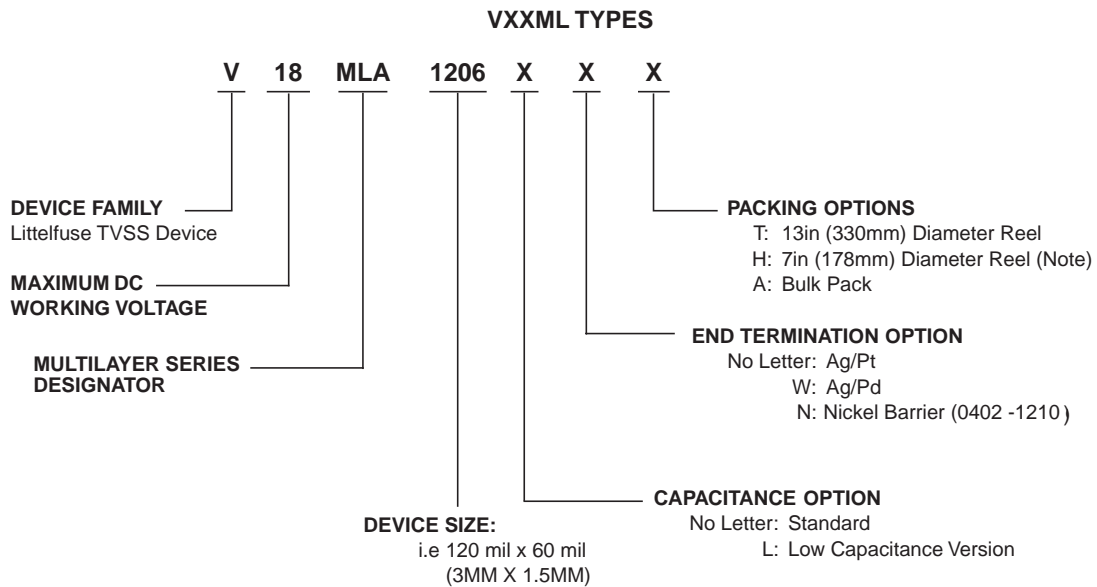 VXXML TYPES
V 18 MLA 1206 X X X
DEVICE FAMILY
Littelfuse TVSS Device
MAXIMUM DC
WORKING VOLTAGE
MULTILAYER SERIES
DESIGNATOR
DEVICE SIZE:
i.e 120 mil x 60 mil
(3MM X 1.5MM)
PACKING OPTIONS
T: 13in (330mm) Diameter Reel
H: 7in (178mm) Diameter Reel (Note)
A: Bulk Pack
END TERMINATION OPTION
No Letter: Ag/Pt
W: Ag/Pd
N: Nickel Barrier (0402 -1210)
CAPACITANCE OPTION
No Letter: Standard
L: Low Capacitance Version